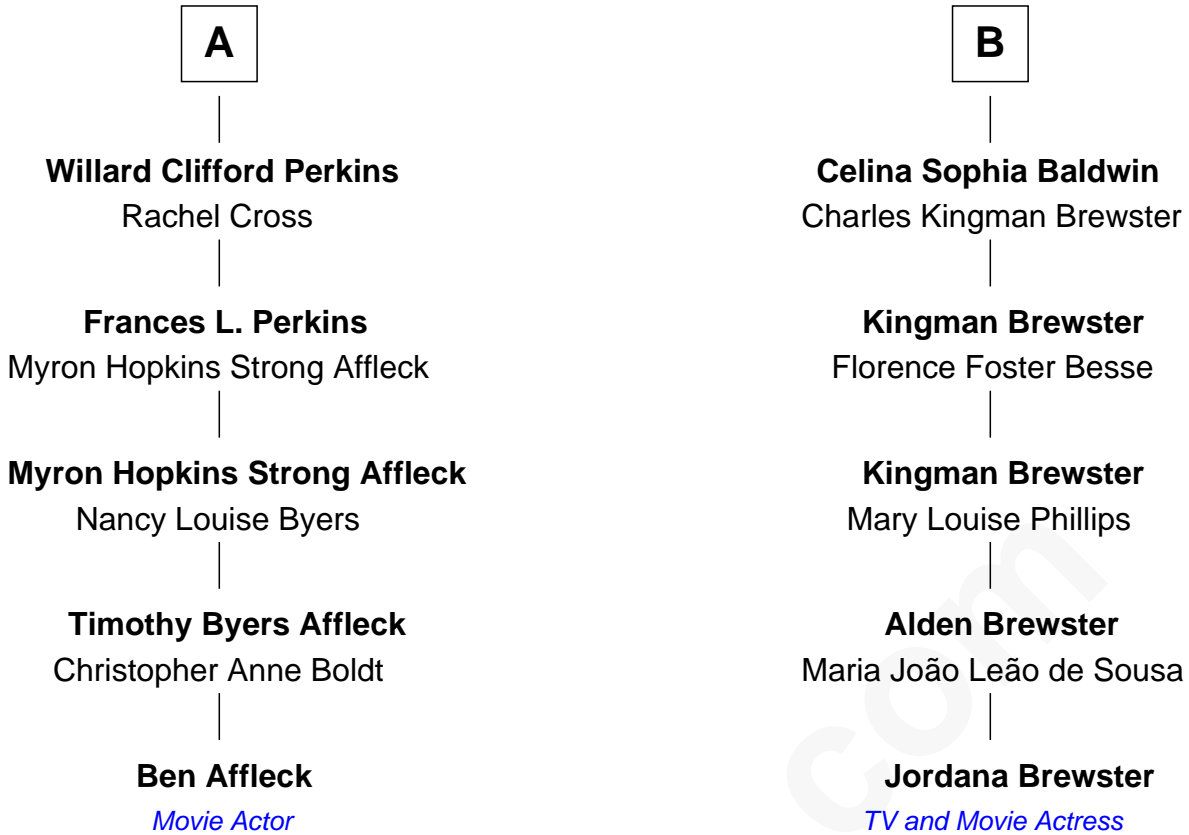 A
Willard Clifford Perkins
Rachel Cross
Frances L. Perkins
Myron Hopkins Strong Affleck
Myron Hopkins Strong Affleck
Nancy Louise Byers
Timothy Byers Affleck
Christopher Anne Boldt
Ben Affleck
Movie Actor
B
Celina Sophia Baldwin
Charles Kingman Brewster
Kingman Brewster
Florence Foster Besse
Kingman Brewster
Mary Louise Phillips
Alden Brewster
Maria João Leão de Sousa
Jordana Brewster
TV and Movie Actress
com